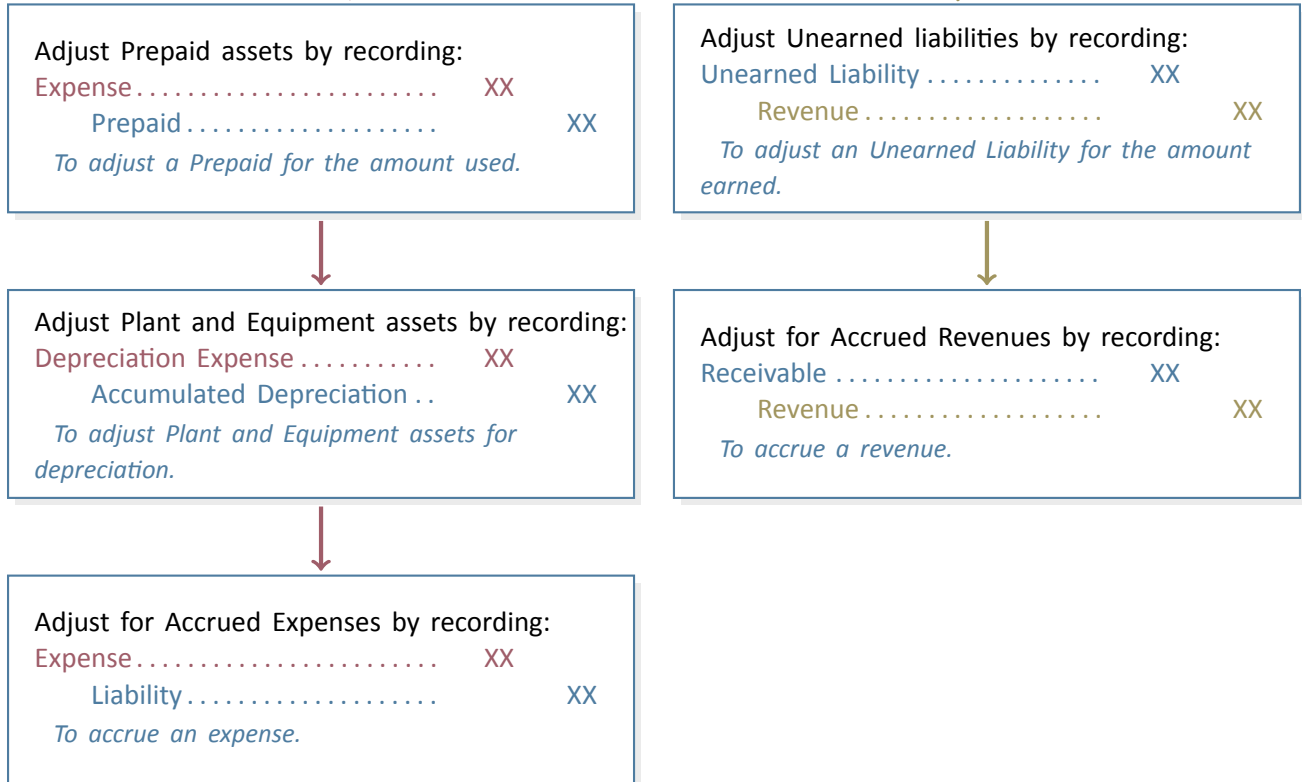 Adjust Prepaid assets by recording:
Expense . . . . . . . . . . . . . . . . . . . . . . . . XX
Prepaid . . . . . . . . . . . . . . . . . . . . XX
To adjust a Prepaid for the amount used.
Adjust Plant and Equipment assets by recording:
Depreciation Expense . . . . . . . . . . . XX
Accumulated Depreciation . . XX
To adjust Plant and Equipment assets for
depreciation.
Adjust for Accrued Expenses by recording:
Expense . . . . . . . . . . . . . . . . . . . . . . . . XX
Liability . . . . . . . . . . . . . . . . . . . . XX
To accrue an expense.
Adjust Unearned liabilities by recording:
Unearned Liability . . . . . . . . . . . . . . XX
Revenue . . . . . . . . . . . . . . . . . . . XX
To adjust an Unearned Liability for the amount
earned.
Adjust for Accrued Revenues by recording:
Receivable . . . . . . . . . . . . . . . . . . . . . XX
Revenue . . . . . . . . . . . . . . . . . . . XX
To accrue a revenue.